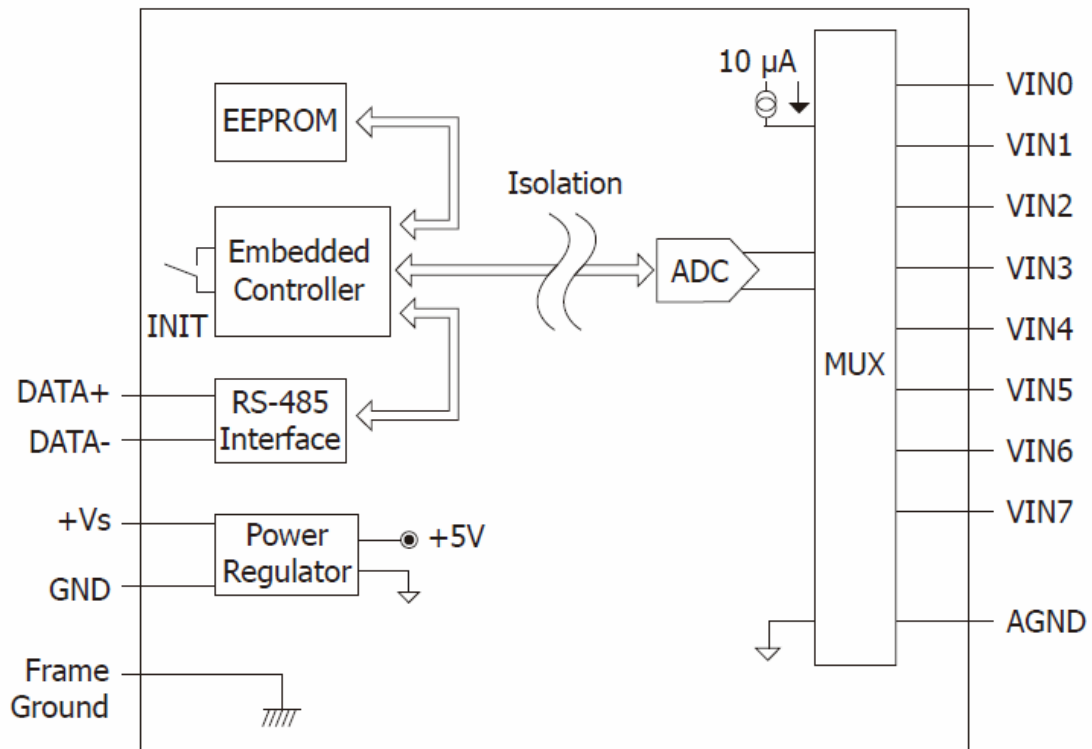 10 µA
EEPROM
Isolation
Embedded
Controller
INIT
ADC
MUX
VIN0
VIN1
VIN2
VIN3
VIN4
VIN5
VIN6
VIN7
AGND
DATA+
DATA-
RS-485
Interface
+Vs
GND
Power
Regulator
+5V
Frame
Ground